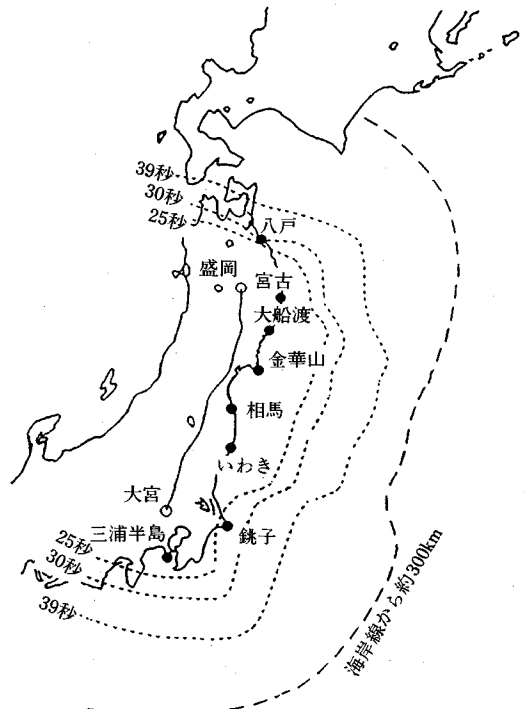 39秒
30秒
25秒
八戸
盛岡
宮古
大船渡
金華山
相馬
いわき
大宮
三浦半島
銚子
25秒
30秒
39秒
海岸線から約300km